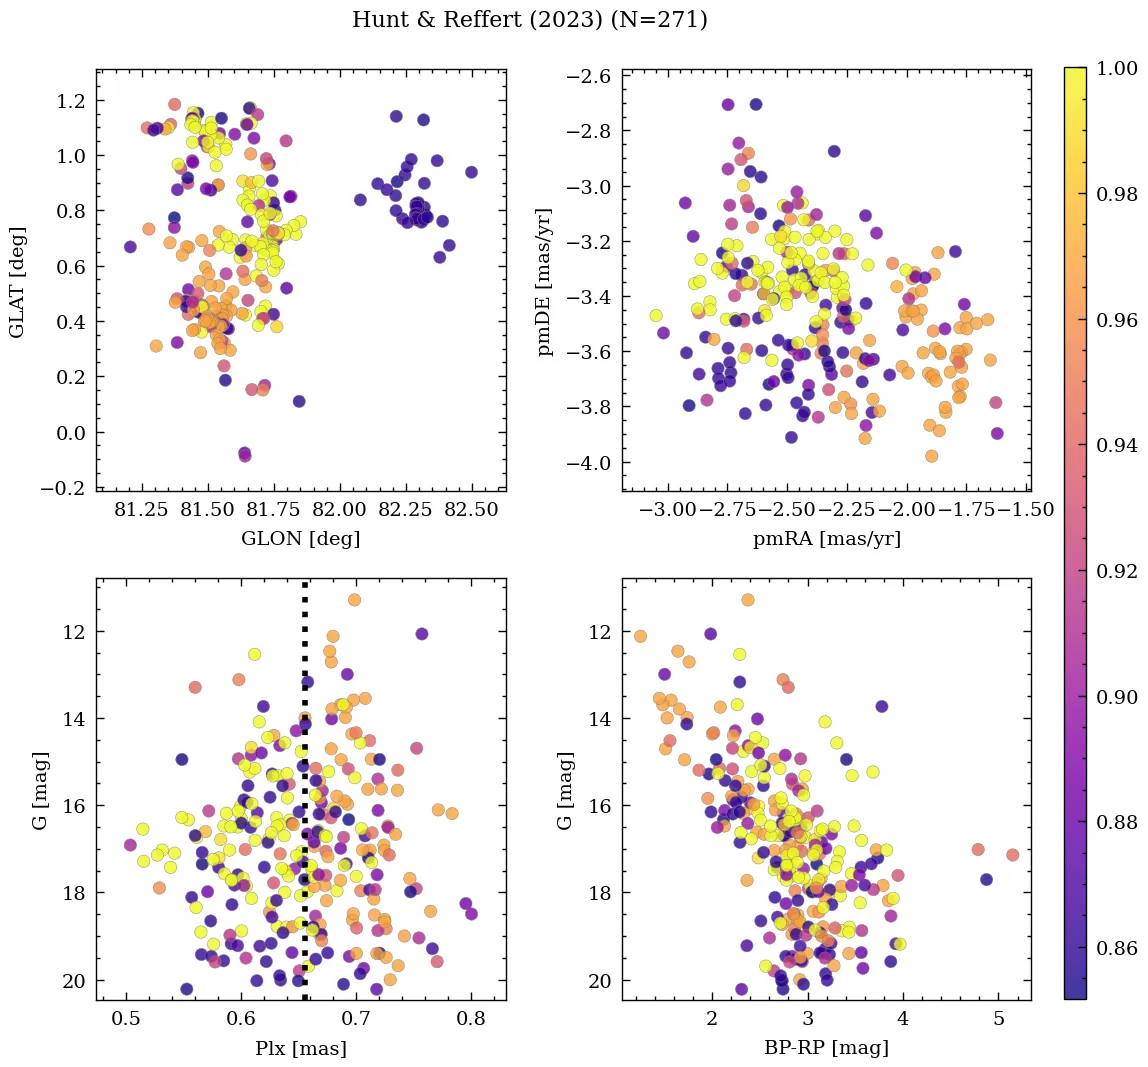 Hunt & Reffert (2023) (N=271)
1.2
1.0
0.8
0.6
0.4
0.2
0.0
−0.2
GLAT [deg]
81.25 81.50 81.75 82.00 82.25 82.50
GLON [deg]
−2.6
−2.8
−3.0
−3.2
−3.4
−3.6
−3.8
−4.0
pmDE [mas/yr]
−3.00 −2.75 −2.50 −2.25 −2.00 −1.75 −1.50
pmRA [mas/yr]
12
14
16
18
20
G [mag]
0.5 0.6 0.7 0.8
Plx [mas]
12
14
16
18
20
G [mag]
2 3 4 5
BP-RP [mag]
1.00
0.98
0.96
0.94
0.92
0.90
0.88
0.86